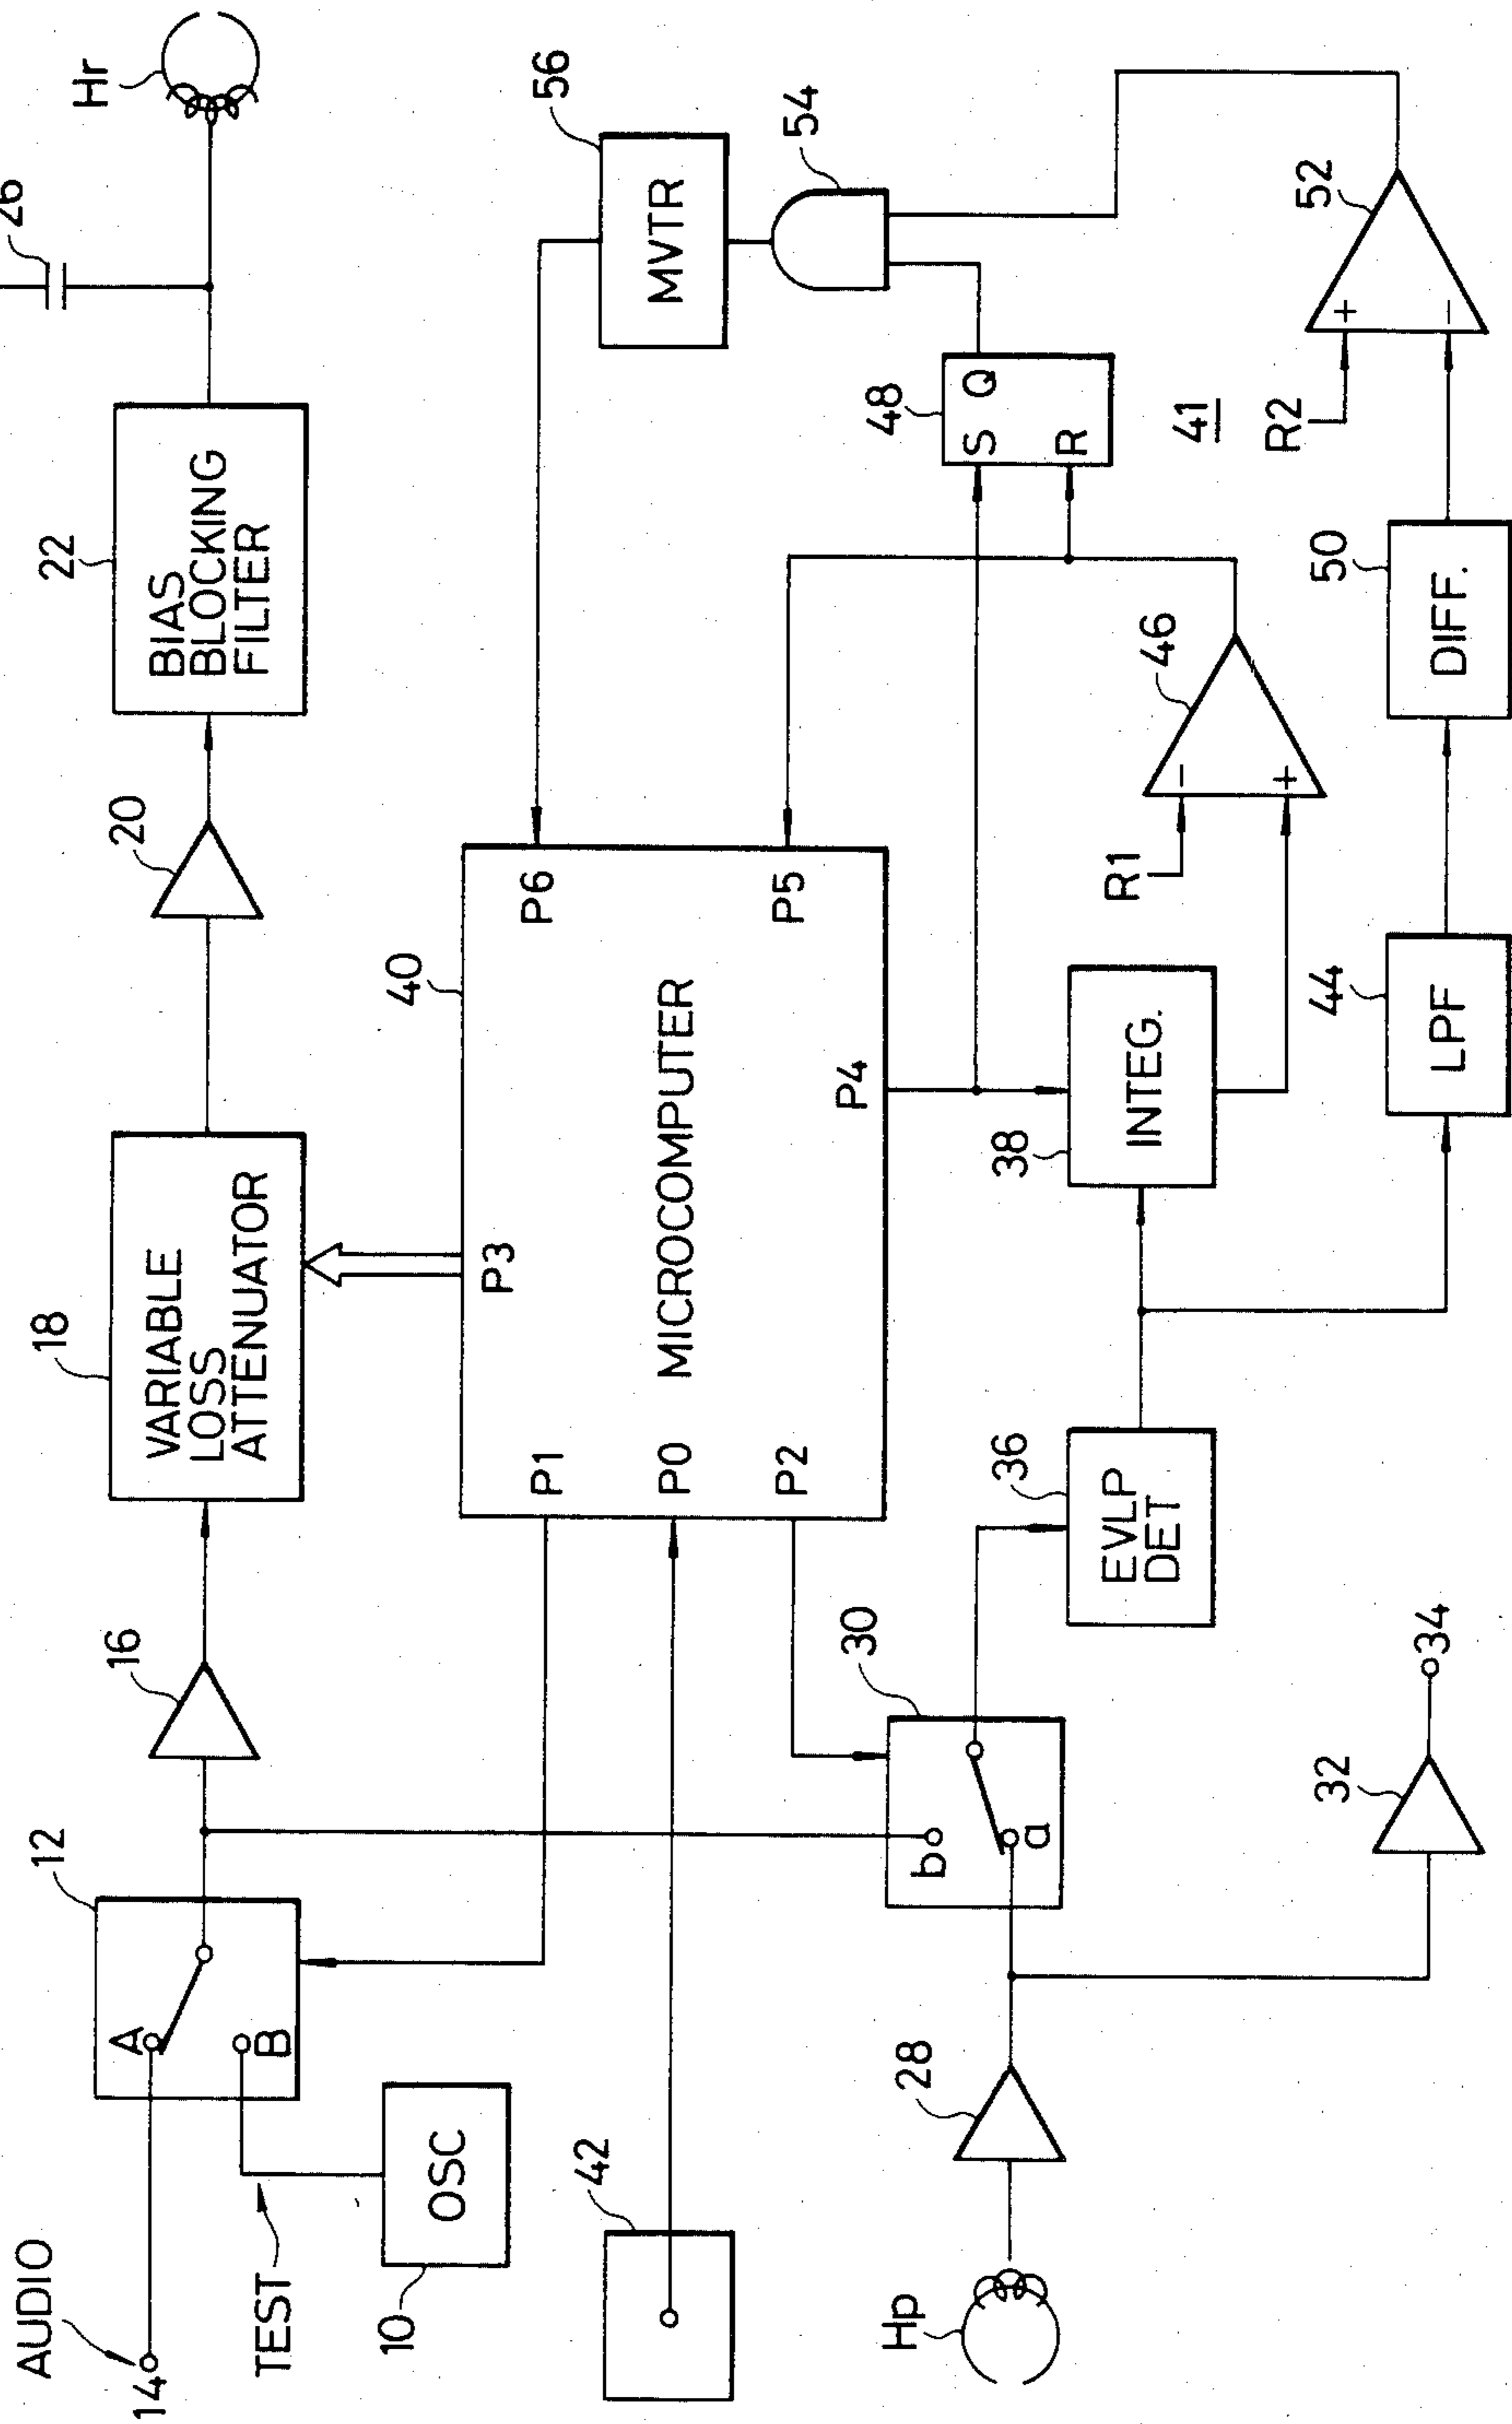 AUDIO
14
A
B
12
TEST
OSC
10
16
VARIABLE
LOSS
ATTENUATOR
18
20
BIAS
BLOCKING
FILTER
22
26
Hr
42
P1
P0
P2
P3
MICROCOMPUTER
40
P4
P5
P6
MVTR
56
54
Hp
28
b
a
30
32
34
EVLP
DET
36
INTEG.
38
R1
-
+
46
S
Q
R
48
41
LPF
44
DIFF.
50
R2
+
-
52